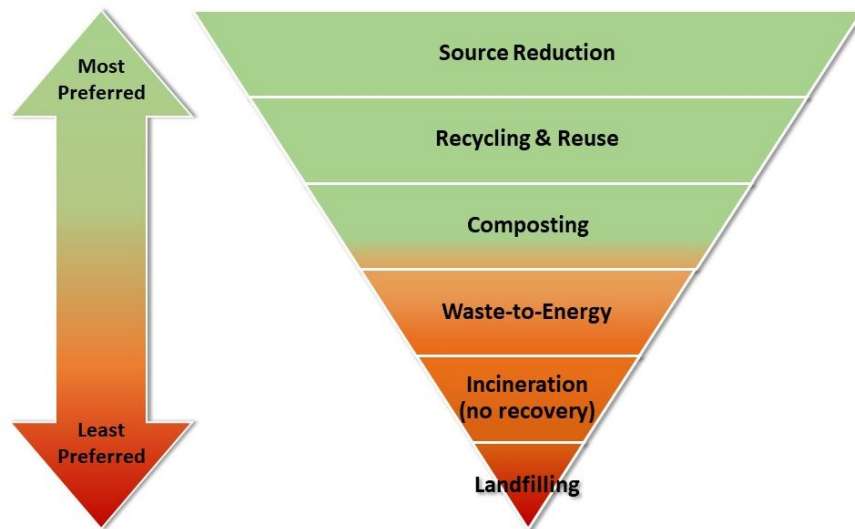 Most
Preferred
Source Reduction
Recycling & Reuse
Composting
Waste-to-Energy
Incineration
(no recovery)
Least
Preferred
Landfilling